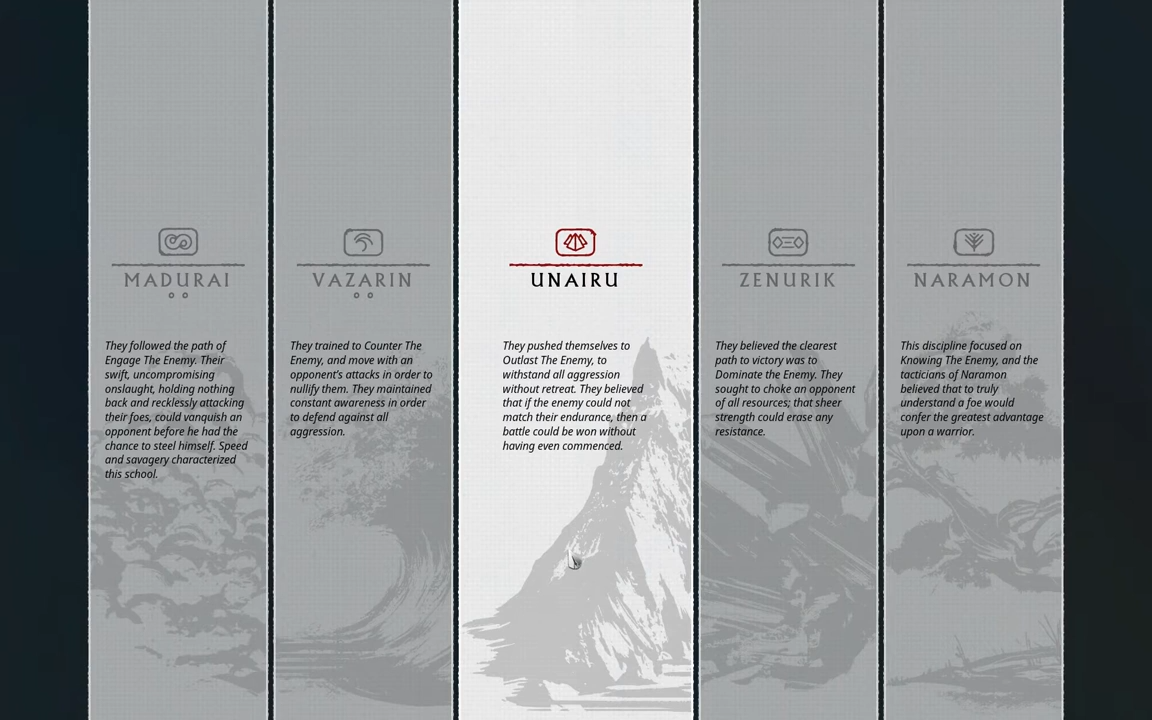 MADURAI
They followed the path of
Engage The Enemy. Their
swift, uncompromising
onslaught, holding nothing
back and recklessly attacking
their foes, could vanquish an
opponent before he had the
chance to steel himself. Speed
and savagery characterized
this school.
VAZARIN
They trained to Counter The
Enemy, and move with an
opponent's attacks in order to
nullify them. They maintained
constant awareness in order
to defend against all
aggression.
UNAIRU
They pushed themselves to
Outlast The Enemy, to
withstand all aggression
without retreat. They believed
that if the enemy could not
match their endurance, then a
battle could be won without
having even commenced.
ZENURIK
They believed the clearest
path to victory was to
Dominate the Enemy. They
sought to choke an opponent
of all resources; that sheer
strength could erase any
resistance.
NARAMON
This discipline focused on
Knowing The Enemy, and the
tacticians of Naramon
believed that to truly
understand a foe would
confer the greatest advantage
upon a warrior.